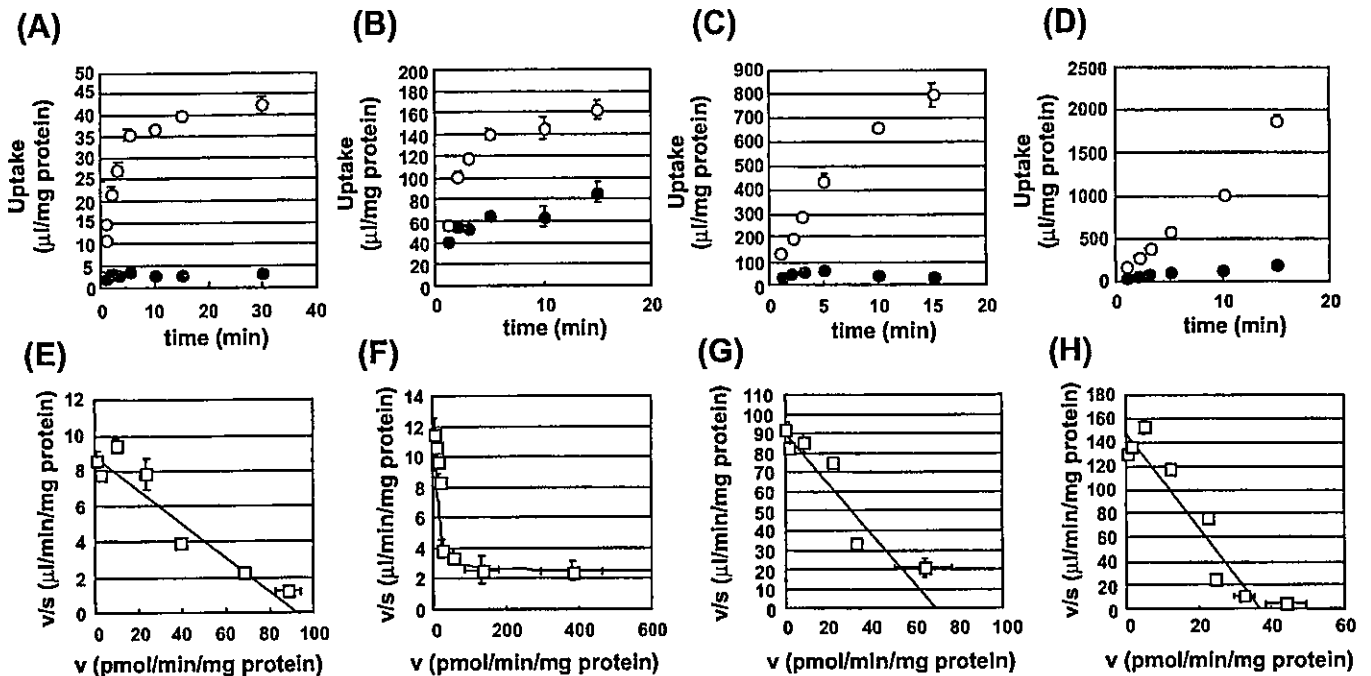 (A)
Uptake
(µl/mg protein)
50
45
40
35
30
25
20
15
10
5
0
0 10 20 30 40
time (min)
(B)
Uptake
(µl/mg protein)
200
180
160
140
120
100
80
60
40
20
0
0 10 20
time (min)
(C)
Uptake
(µl/mg protein)
900
800
700
600
500
400
300
200
100
0
0 5 10 15 20
time (min)
(D)
Uptake
(µl/mg protein)
2500
2000
1500
1000
500
0
0 10 20
time (min)
(E)
v/s (µl/min/mg protein)
12
10
8
6
4
2
0
0 20 40 60 80 100
v (pmol/min/mg protein)
(F)
v/s (µl/min/mg protein)
14
12
10
8
6
4
2
0
0 200 400 600
v (pmol/min/mg protein)
(G)
v/s (µl/min/mg protein)
110
100
90
80
70
60
50
40
30
20
10
0
0 20 40 60 80
v (pmol/min/mg protein)
(H)
v/s (µl/min/mg protein)
180
160
140
120
100
80
60
40
20
0
0 20 40 60
v (pmol/min/mg protein)